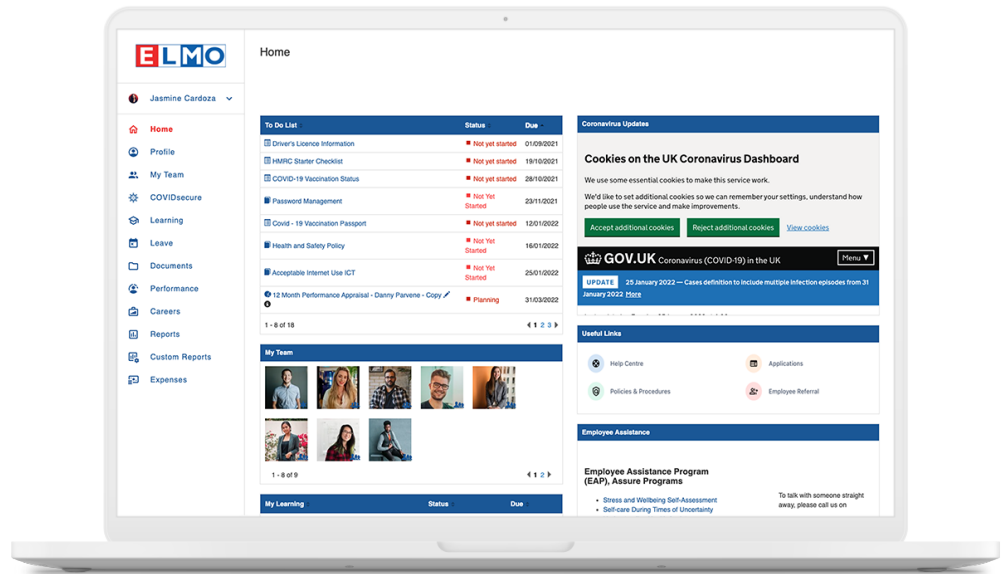 ELMO
Jasmine Cardoza
Home
Profile
My Team
COVIDsecure
Learning
Leave
Documents
Performance
Careers
Reports
Custom Reports
Expenses
Home
To Do List Status Due
Driver's Licence Information Not yet started 01/09/2021
HMRC Starter Checklist Not yet started 19/10/2021
COVID-19 Vaccination Status Not yet started 28/10/2021
Password Management Not Yet Started 23/11/2021
Covid - 19 Vaccination Passport Not yet started 12/01/2022
Health and Safety Policy Not Yet Started 16/01/2022
Acceptable Internet Use ICT Not Yet Started 25/01/2022
12 Month Performance Appraisal - Danny Parvene - Copy Planning 31/03/2022
1 - 8 of 18 1 2 3
My Team
1 - 8 of 9 1 2
My Learning Status Due
Coronavirus Updates
Cookies on the UK Coronavirus Dashboard
We use some essential cookies to make this service work.
We'd like to set additional cookies so we can remember your settings, understand how
people use the service and make improvements.
Accept additional cookies Reject additional cookies View cookies
GOV.UK Coronavirus (COVID-19) in the UK Menu ▼
UPDATE 25 January 2022 — Cases definition to include multiple infection episodes from 31
January 2022 More
Useful Links
Help Centre Applications
Policies & Procedures Employee Referral
Employee Assistance
Employee Assistance Program
(EAP), Assure Programs
Stress and Wellbeing Self-Assessment
Self-care During Times of Uncertainty
To talk with someone straight
away, please call us on